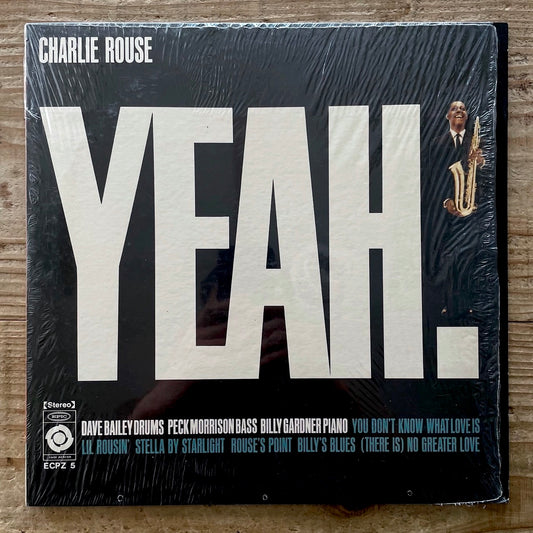 CHARLIE ROUSE
YEAH.
【Stereo】
EPIC
ECPZ 5
DAVE BAILEY DRUMS PECK MORRISON BASS BILLY GARDNER PIANO YOU DON'T KNOW WHAT LOVE IS
LIL ROUSIN' STELLA BY STARLIGHT ROUSE'S POINT BILLY'S BLUES (THERE IS) NO GREATER LOVE